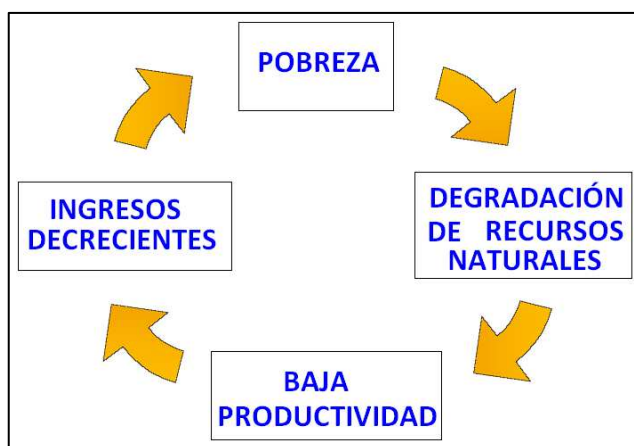 POBREZA
DEGRADACIÓN
DE RECURSOS
NATURALES
BAJA
PRODUCTIVIDAD
INGRESOS
DECRECIENTES